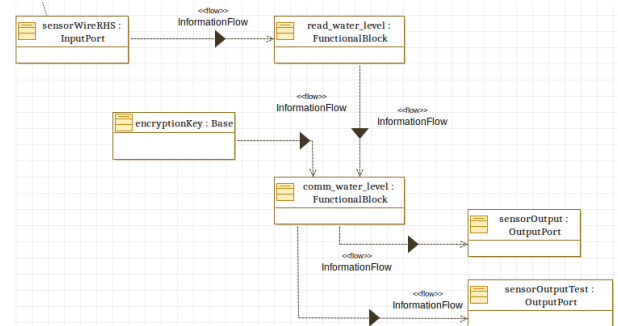 <<flow>>
InformationFlow
sensorWireRHS :
InputPort
read_water_level :
FunctionalBlock
<<flow>>
InformationFlow
<<flow>>
InformationFlow
encryptionKey : Base
comm_water_level :
FunctionalBlock
sensorOutput :
OutputPort
<<flow>>
InformationFlow
<<flow>>
InformationFlow
sensorOutputTest :
OutputPort